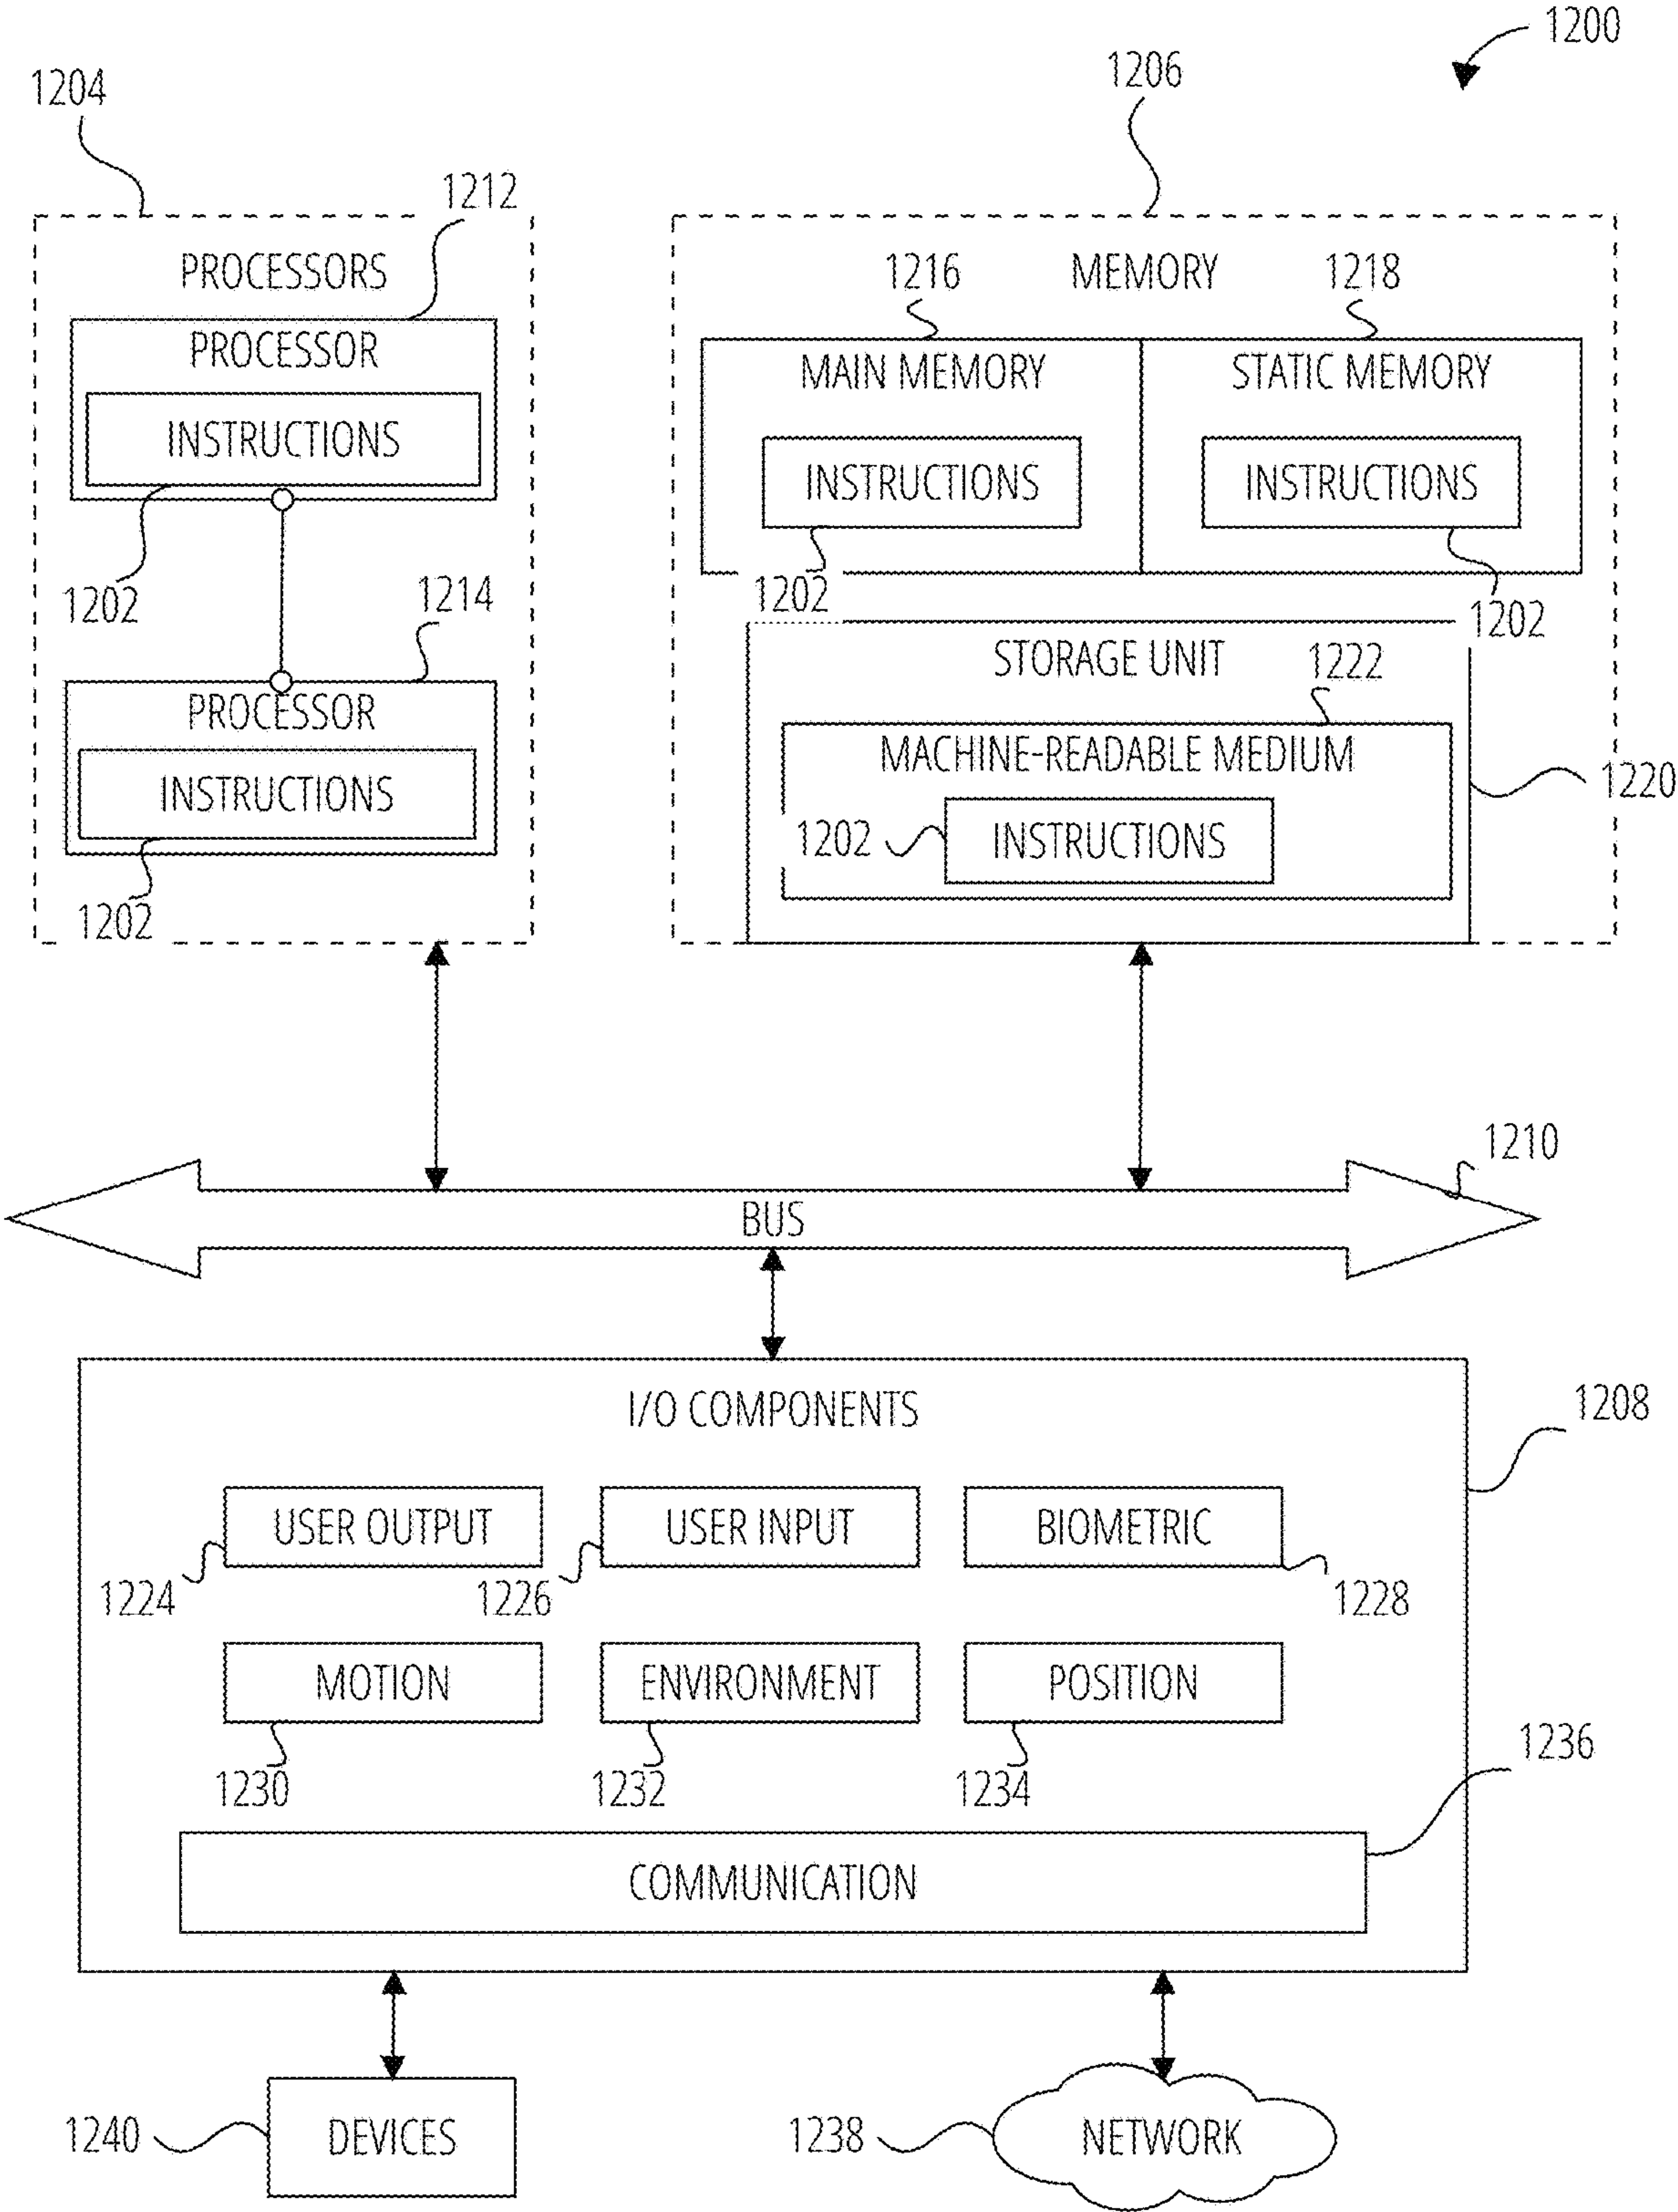 1200
1204
1206
1212
PROCESSORS
PROCESSOR
INSTRUCTIONS
1202
1214
PROCESSOR
INSTRUCTIONS
1202
1216 MEMORY 1218
MAIN MEMORY STATIC MEMORY
INSTRUCTIONS INSTRUCTIONS
1202 1202
STORAGE UNIT
1222
MACHINE-READABLE MEDIUM
1220
1202 INSTRUCTIONS
1210
BUS
I/O COMPONENTS
1208
USER OUTPUT USER INPUT BIOMETRIC
1224 1226 1228
MOTION ENVIRONMENT POSITION
1230 1232 1234
1236
COMMUNICATION
1240 DEVICES 1238 NETWORK